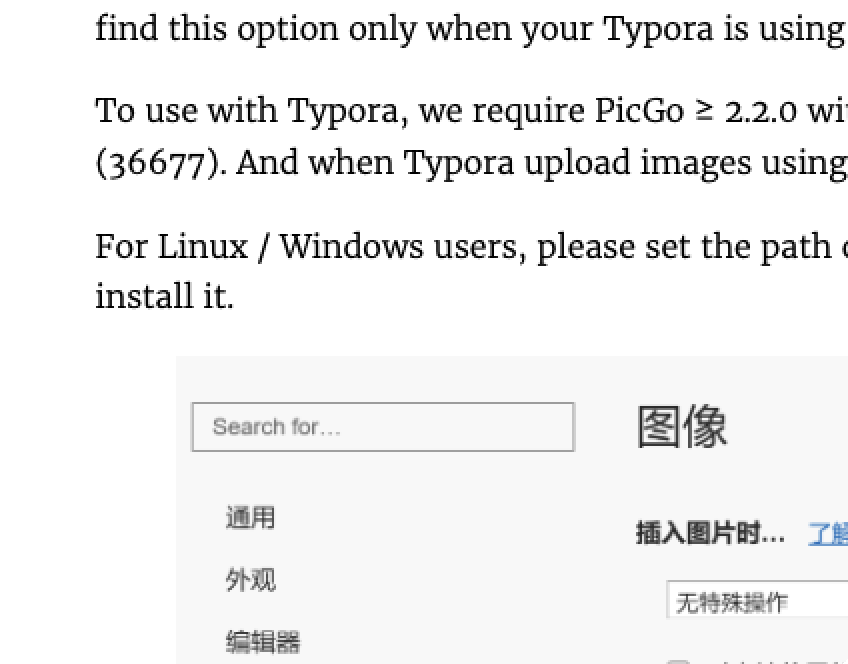 find this option only when your Typora is using
To use with Typora, we require PicGo ≥ 2.2.0
(36677). And when Typora upload images using
For Linux / Windows users, please set the path
install it.
Search for…
图像
通用
插入图片时… 了解
外观
无特殊操作
编辑器